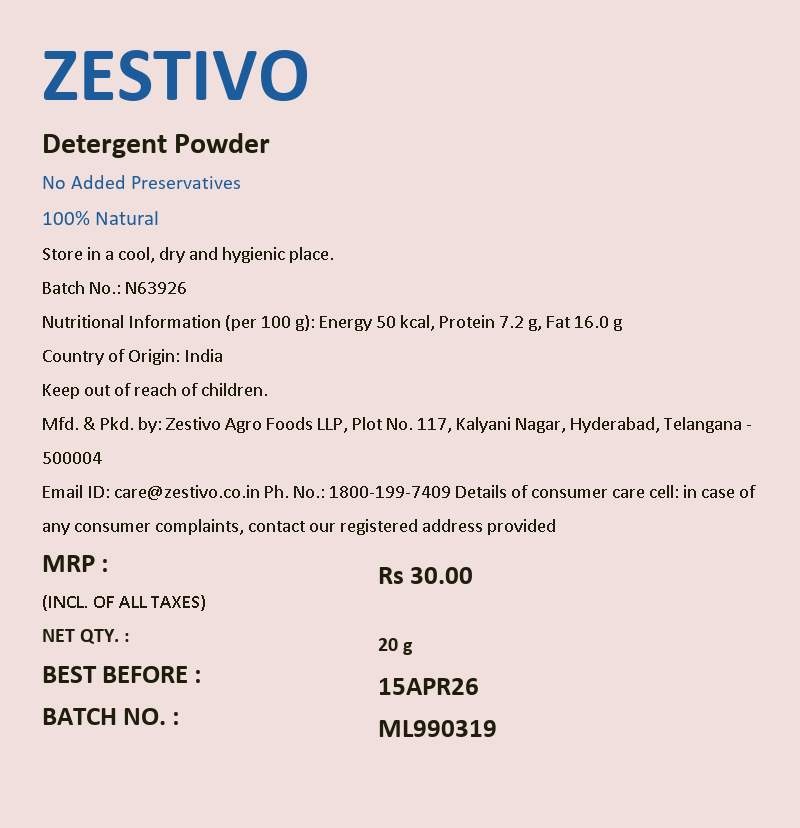 ZESTIVO
Detergent Powder
No Added Preservatives
100% Natural
Store in a cool, dry and hygienic place.
Batch No.: N63926
Nutritional Information (per 100 g): Energy 50 kcal, Protein 7.2 g, Fat 16.0 g
Country of Origin: India
Keep out of reach of children.
Mfd. & Pkd. by: Zestivo Agro Foods LLP, Plot No. 117, Kalyani Nagar, Hyderabad, Telangana -
500004
Email ID: care@zestivo.co.in Ph. No.: 1800-199-7409 Details of consumer care cell: in case of
any consumer complaints, contact our registered address provided
MRP : Rs 30.00
(INCL. OF ALL TAXES)
NET QTY. : 20 g
BEST BEFORE : 15APR26
BATCH NO. : ML990319